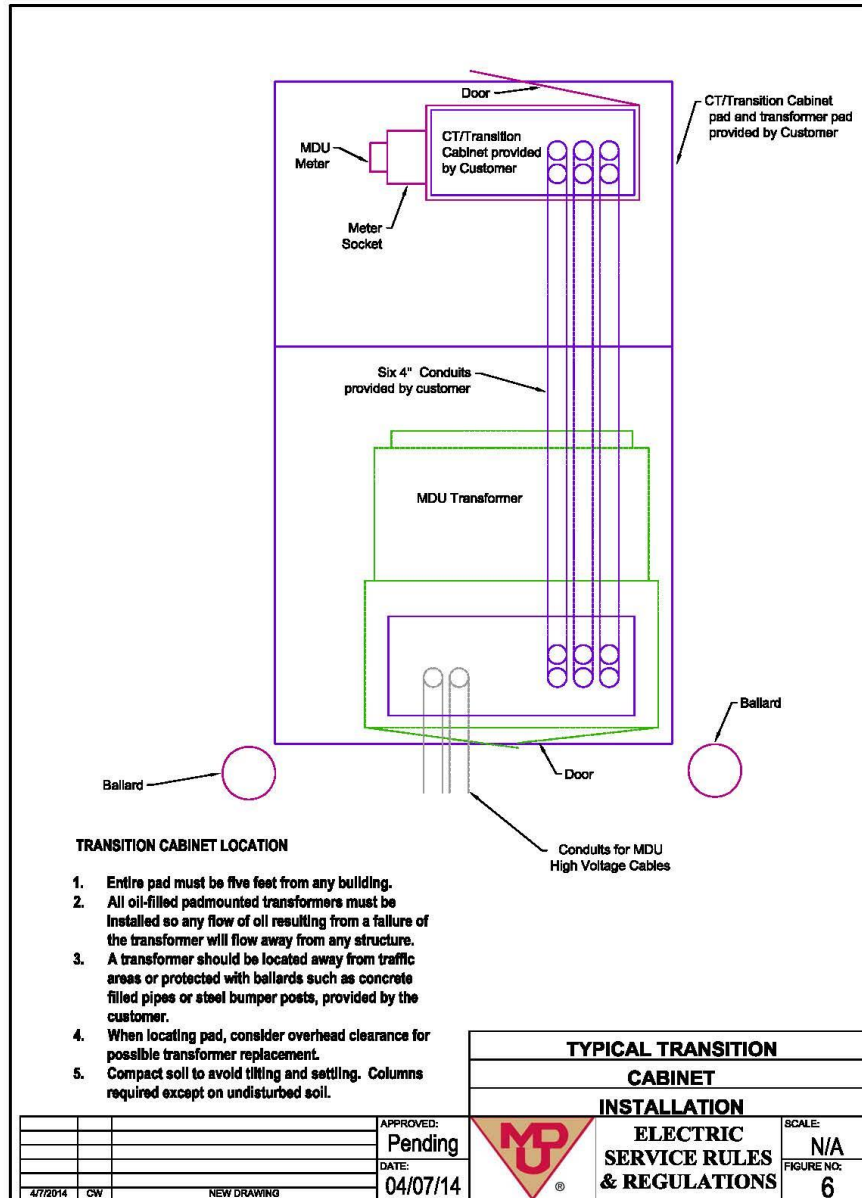 Door
CT/Transition Cabinet
pad and transformer pad
provided by Customer
CT/Transition
Cabinet provided
by Customer
MDU
Meter
Meter
Socket
Six 4" Conduits
provided by customer
MDU Transformer
Ballard
Ballard
Door
Conduits for MDU
High Voltage Cables
TRANSITION CABINET LOCATION
1. Entire pad must be five feet from any building.
2. All oil-filled padmounted transformers must be
installed so any flow of oil resulting from a failure of
the transformer will flow away from any structure.
3. A transformer should be located away from traffic
areas or protected with ballards such as concrete
filled pipes or steel bumper posts, provided by the
customer.
4. When locating pad, consider overhead clearance for
possible transformer replacement.
5. Compact soil to avoid tilting and settling. Columns
required except on undisturbed soil.
TYPICAL TRANSITION
CABINET
INSTALLATION
APPROVED:
Pending
DATE:
04/07/14
4/7/2014 CW NEW DRAWING
MDU
®
ELECTRIC
SERVICE RULES
& REGULATIONS
SCALE:
N/A
FIGURE NO:
6